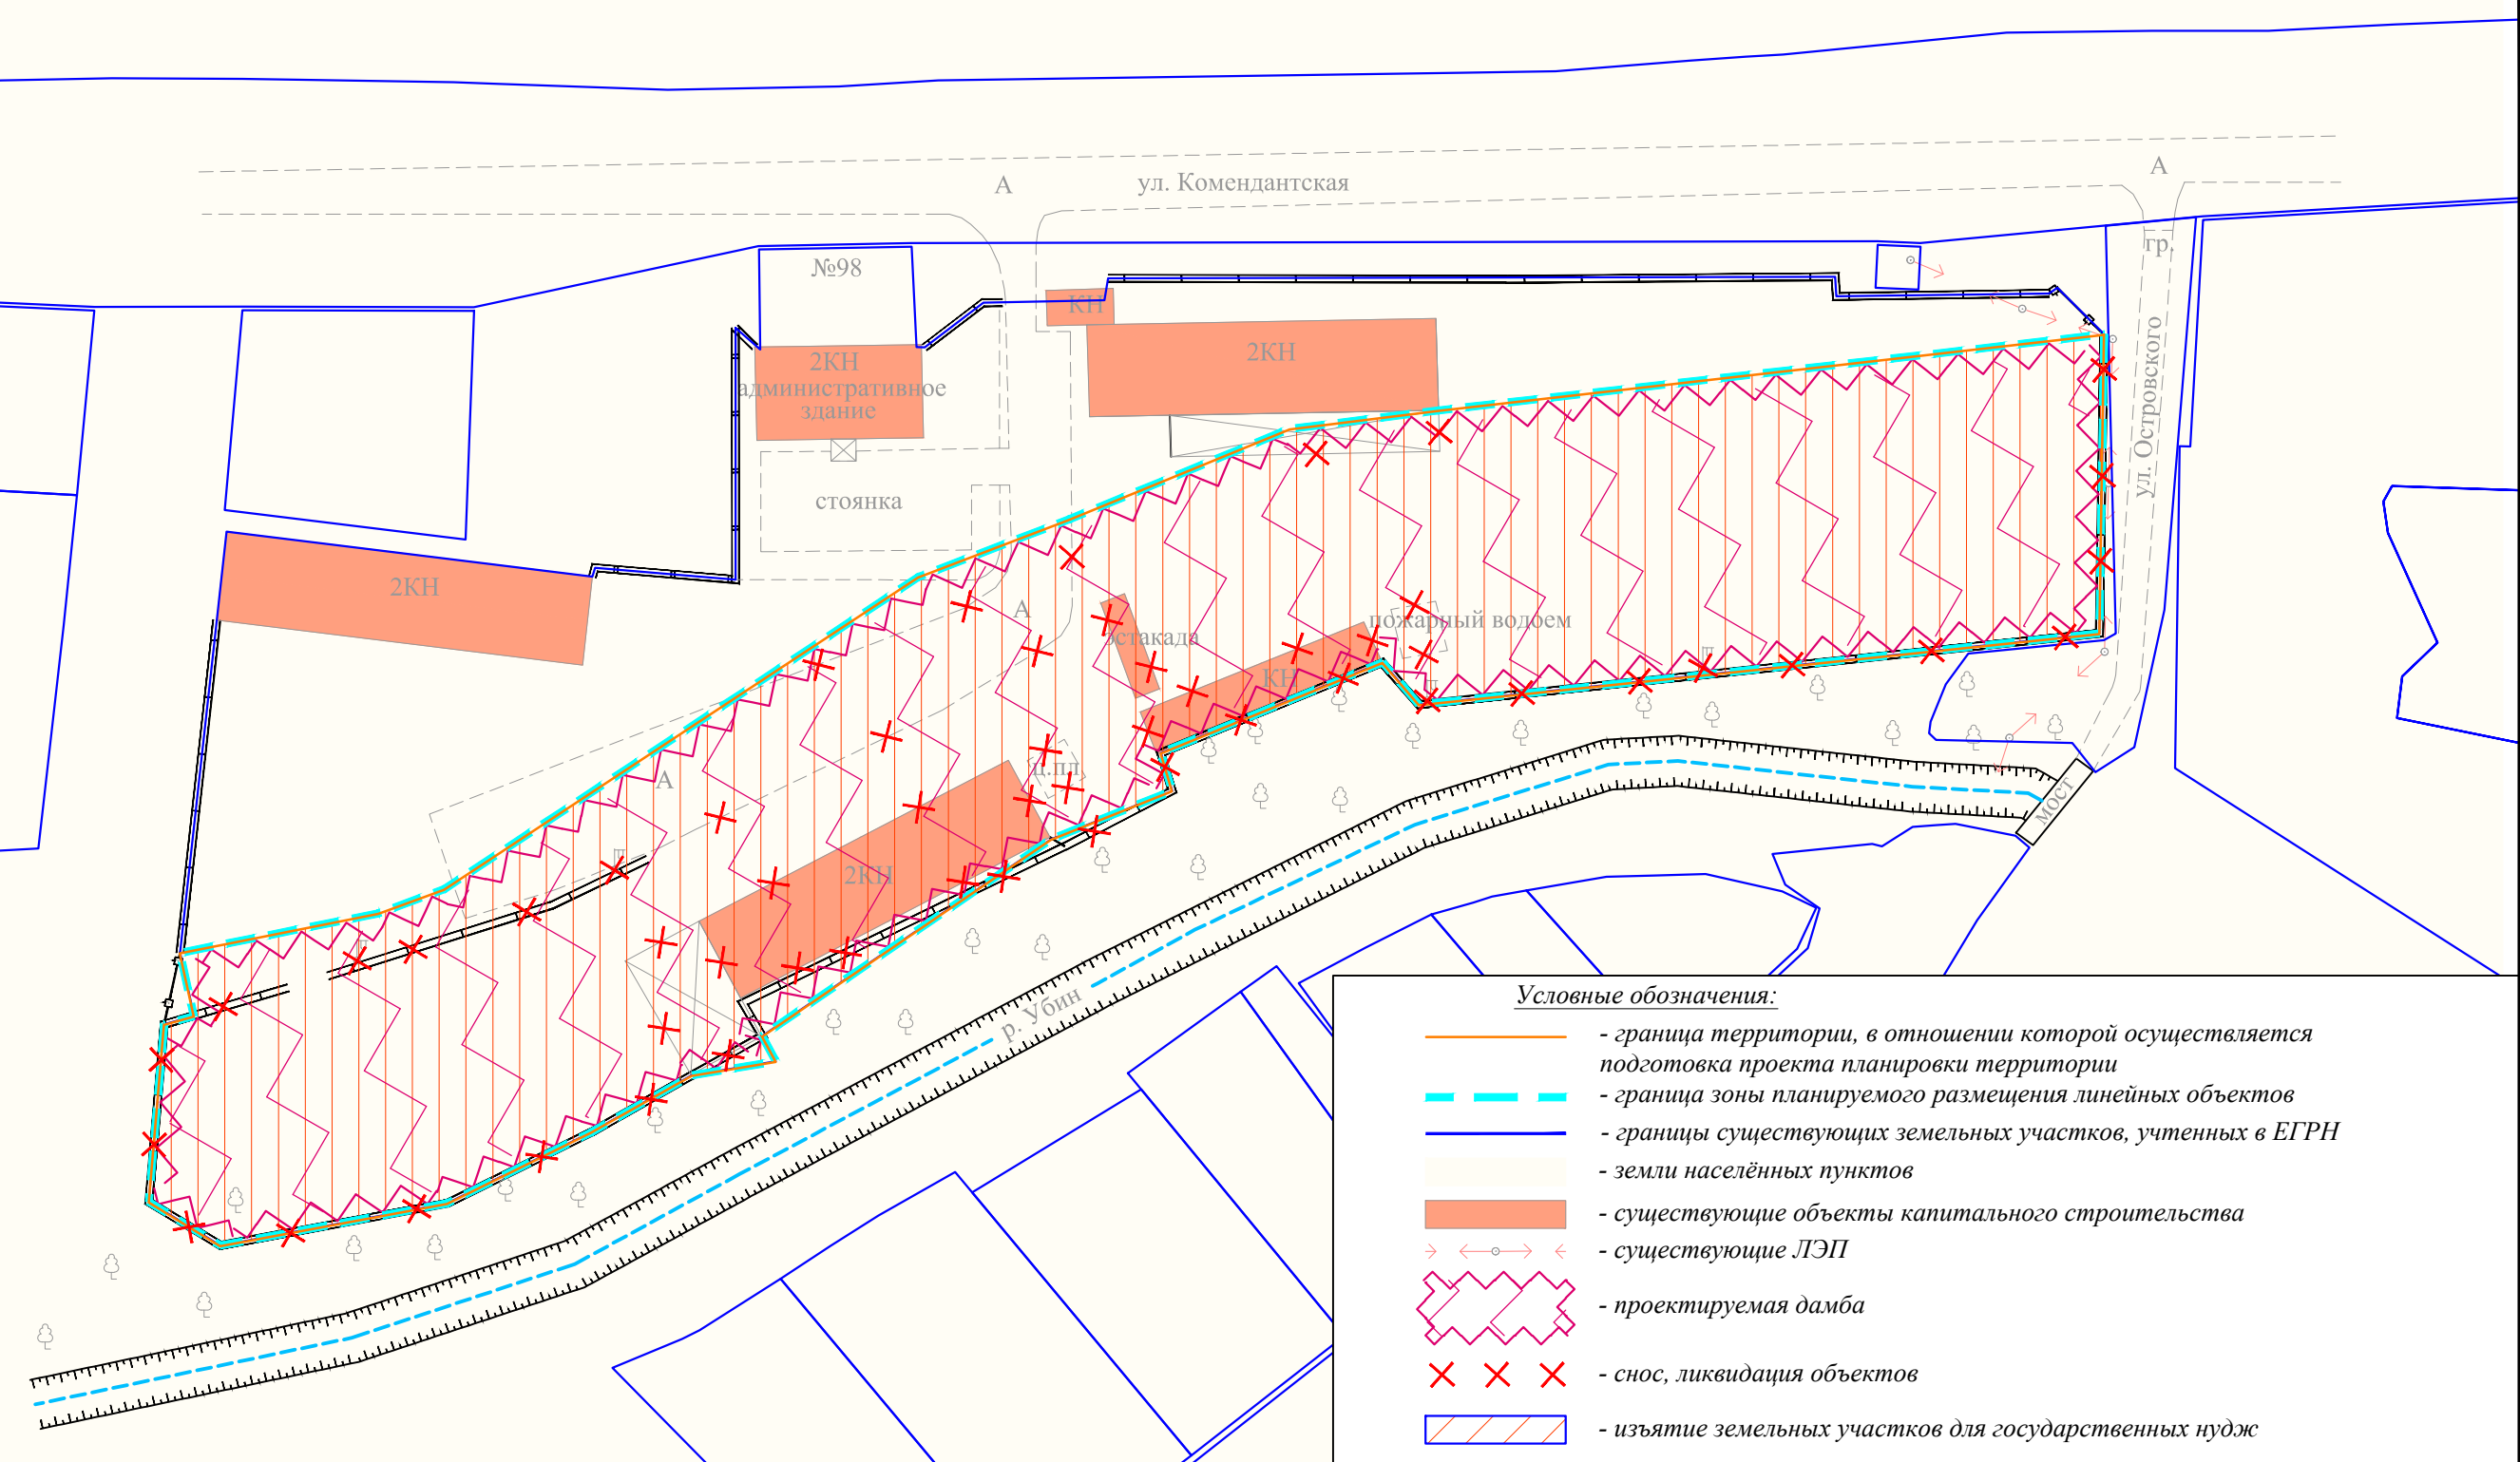 А
ул. Комендантская
А
гр.
№98
КН
2КН
2КН
административное
здание
ул. Островского
стоянка
2КН
А
эстакада
пожарный водоем
КН
А
ц.пл
2КН
мост
р. Убин
Условные обозначения:
- граница территории, в отношении которой осуществляется
подготовка проекта планировки территории
- граница зоны планируемого размещения линейных объектов
- границы существующих земельных участков, учтенных в ЕГРН
- земли населённых пунктов
- существующие объекты капитального строительства
- существующие ЛЭП
- проектируемая дамба
- снос, ликвидация объектов
- изъятие земельных участков для государственных нудж